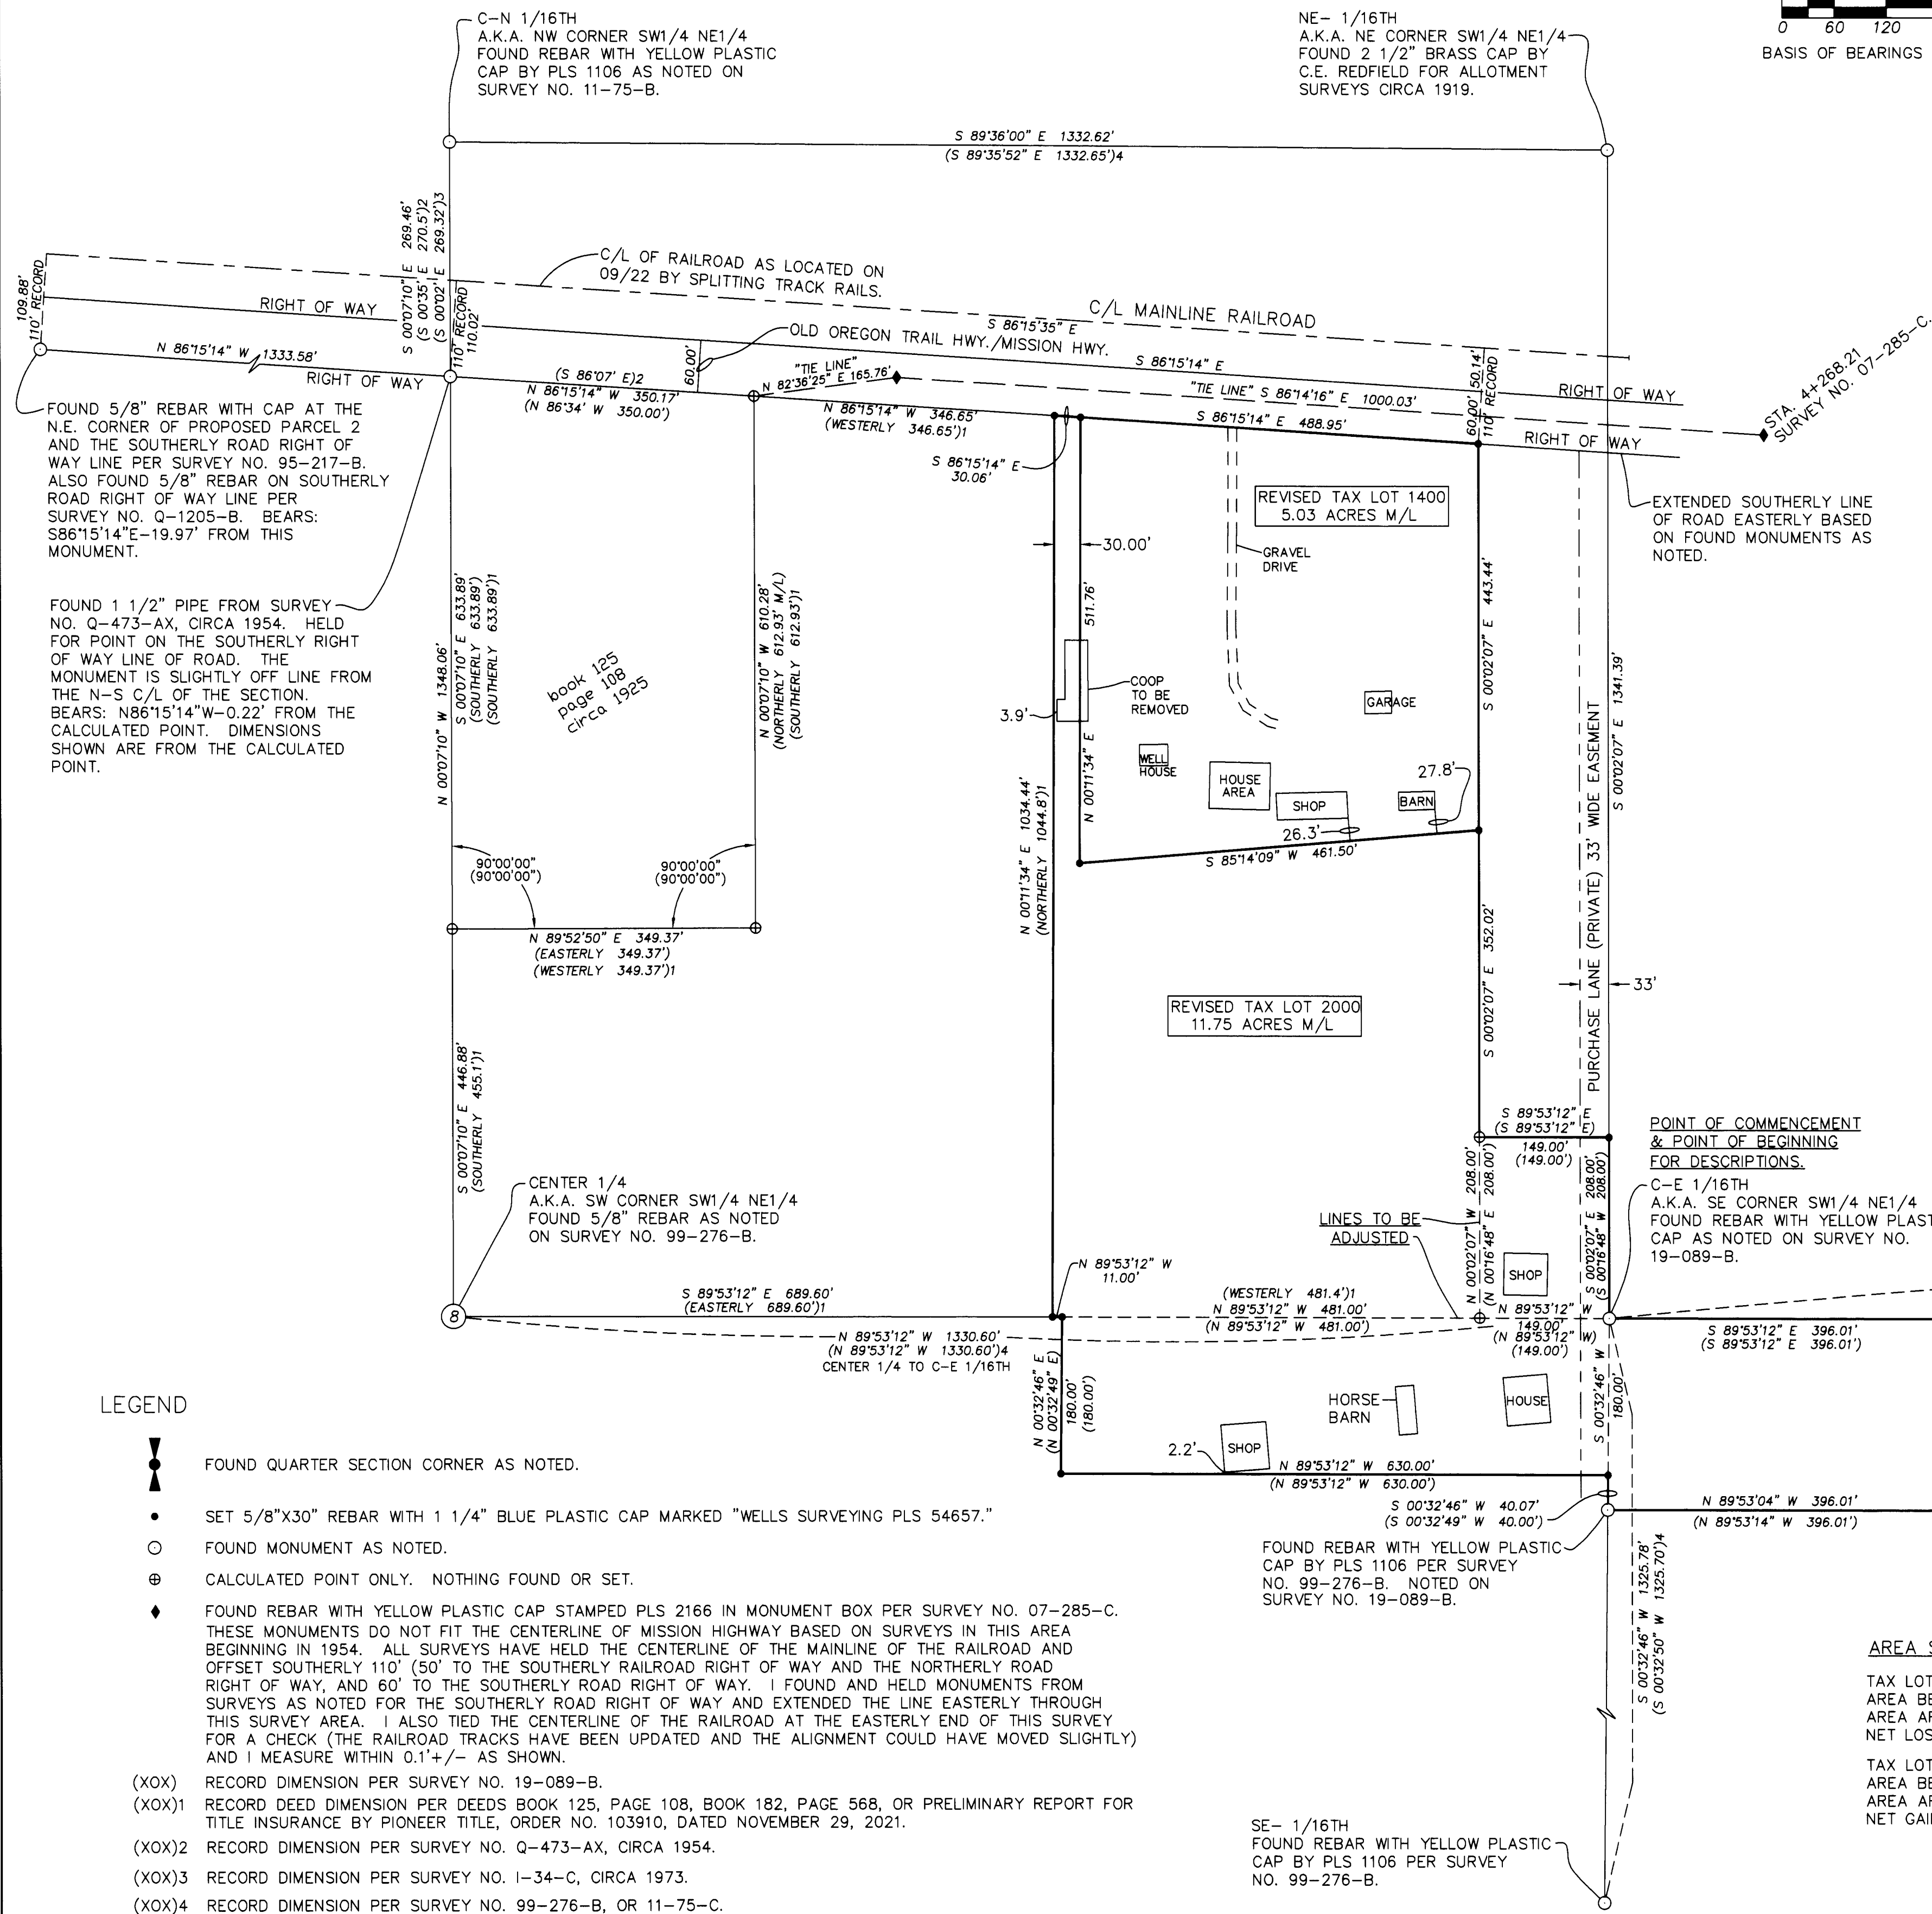 C-N 1/16TH
A.K.A. NW CORNER SW1/4 NE1/4
FOUND REBAR WITH YELLOW PLASTIC
CAP BY PLS 1106 AS NOTED ON
SURVEY NO. 11-75-B.
NE- 1/16TH
A.K.A. NE CORNER SW1/4 NE1/4
FOUND 2 1/2" BRASS CAP BY
C.E. REDFIELD FOR ALLOTMENT
SURVEYS CIRCA 1919.
0 60 120
BASIS OF BEARINGS
S 89°36'00" E 1332.62'
(S 89°35'52" E 1332.65')4
S 00°07'10" E 269.46'
(S 00°35' E 270.5')2
(S 00°02' E 269.32')3
109.88'
110' RECORD
RIGHT OF WAY
N 86°15'14" W 1333.58'
RIGHT OF WAY
110' RECORD
110.02'
C/L OF RAILROAD AS LOCATED ON
09/22 BY SPLITTING TRACK RAILS.
C/L MAINLINE RAILROAD
S 86°15'35" E
OLD OREGON TRAIL HWY./MISSION HWY.
S 86°15'14" E
60.00'
"TIE LINE"
N 82°36'25" E 165.76'
(S 86°07' E)2
N 86°15'14" W 350.17'
(N 86°34' W 350.00')
N 86°15'14" W 346.65'
(WESTERLY 346.65')1
"TIE LINE" S 86°14'16" E 1000.03'
S 86°15'14" E 488.95'
60.00' 50.14'
110' RECORD
RIGHT OF WAY
RIGHT OF WAY
STA. 4+268.21
SURVEY NO. 07-285-C.
S 86°15'14" E
30.06'
FOUND 5/8" REBAR WITH CAP AT THE
N.E. CORNER OF PROPOSED PARCEL 2
AND THE SOUTHERLY ROAD RIGHT OF
WAY LINE PER SURVEY NO. 95-217-B.
ALSO FOUND 5/8" REBAR ON SOUTHERLY
ROAD RIGHT OF WAY LINE PER
SURVEY NO. Q-1205-B. BEARS:
S86°15'14"E-19.97' FROM THIS
MONUMENT.
FOUND 1 1/2" PIPE FROM SURVEY
NO. Q-473-AX, CIRCA 1954. HELD
FOR POINT ON THE SOUTHERLY RIGHT
OF WAY LINE OF ROAD. THE
MONUMENT IS SLIGHTLY OFF LINE FROM
THE N-S C/L OF THE SECTION.
BEARS: N86°15'14"W-0.22' FROM THE
CALCULATED POINT. DIMENSIONS
SHOWN ARE FROM THE CALCULATED
POINT.
N 00°07'10" W 1348.06'
S 00°07'10" E 633.89'
(SOUTHERLY 633.89')
(SOUTHERLY 633.89')1
book 125
page 108
circa 1925
N 00°07'10" W 610.28'
(NORTHERLY 612.93' M/L)
(SOUTHERLY 612.93')1
90°00'00"
(90°00'00")
90°00'00"
(90°00'00")
N 89°52'50" E 349.37'
(EASTERLY 349.37')
(WESTERLY 349.37')1
S 00°07'10" E 446.88'
(SOUTHERLY 455.1')1
REVISED TAX LOT 1400
5.03 ACRES M/L
EXTENDED SOUTHERLY LINE
OF ROAD EASTERLY BASED
ON FOUND MONUMENTS AS
NOTED.
30.00'
GRAVEL
DRIVE
511.76'
N 00°11'34" E
COOP
TO BE
REMOVED
3.9'
WELL
HOUSE
HOUSE
AREA
SHOP
GARAGE
BARN
27.8'
26.3'
S 85°14'09" W 461.50'
S 00°02'07" E 443.44'
N 00°11'34" E 1034.44'
(NORTHERLY 1044.8')1
S 00°02'07" E 1341.39'
PURCHASE LANE (PRIVATE) 33' WIDE EASEMENT
33'
S 00°02'07" E 352.02'
REVISED TAX LOT 2000
11.75 ACRES M/L
S 89°53'12" E
(S 89°53'12" E)
149.00'
(149.00')
POINT OF COMMENCEMENT
& POINT OF BEGINNING
FOR DESCRIPTIONS.
C-E 1/16TH
A.K.A. SE CORNER SW1/4 NE1/4
FOUND REBAR WITH YELLOW PLAST
CAP AS NOTED ON SURVEY NO.
19-089-B.
CENTER 1/4
A.K.A. SW CORNER SW1/4 NE1/4
FOUND 5/8" REBAR AS NOTED
ON SURVEY NO. 99-276-B.
8
S 89°53'12" E 689.60'
(EASTERLY 689.60')1
N 89°53'12" W
11.00'
LINES TO BE
ADJUSTED
N 00°02'07" W 208.00'
(N 00°16'48" E 208.00')
SHOP
S 00°02'07" E 208.00'
(S 00°16'48" W 208.00')
(WESTERLY 481.4')1
N 89°53'12" W 481.00'
(N 89°53'12" W 481.00')
N 89°53'12" W
149.00'
(N 89°53'12" W)
(149.00')
S 89°53'12" E 396.01'
(S 89°53'12" E 396.01')
N 89°53'12" W 1330.60'
(N 89°53'12" W 1330.60')4
CENTER 1/4 TO C-E 1/16TH
N 00°32'46" E
(N 00°32'49" E)
180.00'
(180.00')
HORSE
BARN
HOUSE
SHOP
2.2'
S 00°32'46" W
180.00'
N 89°53'12" W 630.00'
(N 89°53'12" W 630.00')
S 00°32'46" W 40.07'
(S 00°32'49" W 40.00')
N 89°53'04" W 396.01'
(N 89°53'14" W 396.01')
FOUND REBAR WITH YELLOW PLASTIC
CAP BY PLS 1106 PER SURVEY
NO. 99-276-B. NOTED ON
SURVEY NO. 19-089-B.
S 00°32'46" W 1325.78'
(S 00°32'50" W 1325.70')4
SE- 1/16TH
FOUND REBAR WITH YELLOW PLASTIC
CAP BY PLS 1106 PER SURVEY
NO. 99-276-B.
AREA S
TAX LOT
AREA BE
AREA AF
NET LOS
TAX LOT
AREA BE
AREA AF
NET GAI
LEGEND
FOUND QUARTER SECTION CORNER AS NOTED.
SET 5/8"X30" REBAR WITH 1 1/4" BLUE PLASTIC CAP MARKED "WELLS SURVEYING PLS 54657."
FOUND MONUMENT AS NOTED.
CALCULATED POINT ONLY. NOTHING FOUND OR SET.
FOUND REBAR WITH YELLOW PLASTIC CAP STAMPED PLS 2166 IN MONUMENT BOX PER SURVEY NO. 07-285-C.
THESE MONUMENTS DO NOT FIT THE CENTERLINE OF MISSION HIGHWAY BASED ON SURVEYS IN THIS AREA
BEGINNING IN 1954. ALL SURVEYS HAVE HELD THE CENTERLINE OF THE MAINLINE OF THE RAILROAD AND
OFFSET SOUTHERLY 110' (50' TO THE SOUTHERLY RAILROAD RIGHT OF WAY AND THE NORTHERLY ROAD
RIGHT OF WAY, AND 60' TO THE SOUTHERLY ROAD RIGHT OF WAY. I FOUND AND HELD MONUMENTS FROM
SURVEYS AS NOTED FOR THE SOUTHERLY ROAD RIGHT OF WAY AND EXTENDED THE LINE EASTERLY THROUGH
THIS SURVEY AREA. I ALSO TIED THE CENTERLINE OF THE RAILROAD AT THE EASTERLY END OF THIS SURVEY
FOR A CHECK (THE RAILROAD TRACKS HAVE BEEN UPDATED AND THE ALIGNMENT COULD HAVE MOVED SLIGHTLY)
AND I MEASURE WITHIN 0.1'+/- AS SHOWN.
(XOX) RECORD DIMENSION PER SURVEY NO. 19-089-B.
(XOX)1 RECORD DEED DIMENSION PER DEEDS BOOK 125, PAGE 108, BOOK 182, PAGE 568, OR PRELIMINARY REPORT FOR
TITLE INSURANCE BY PIONEER TITLE, ORDER NO. 103910, DATED NOVEMBER 29, 2021.
(XOX)2 RECORD DIMENSION PER SURVEY NO. Q-473-AX, CIRCA 1954.
(XOX)3 RECORD DIMENSION PER SURVEY NO. I-34-C, CIRCA 1973.
(XOX)4 RECORD DIMENSION PER SURVEY NO. 99-276-B, OR 11-75-C.